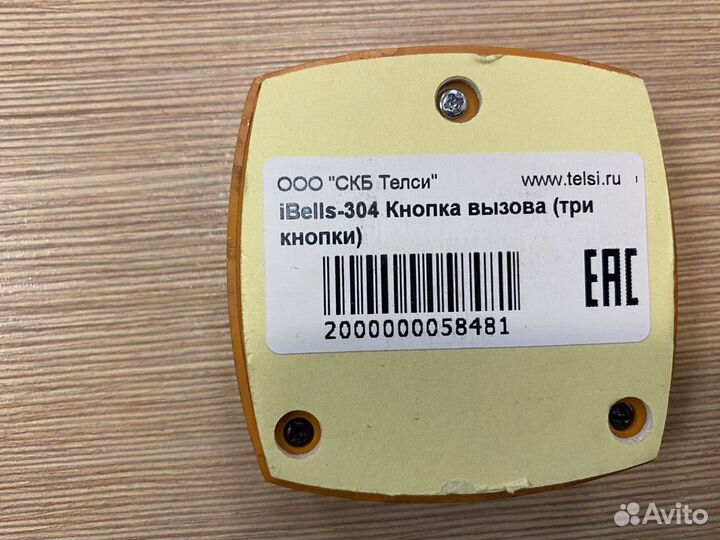 ООО "СКБ Телси" www.telsi.ru
iBells-304 Кнопка вызова (три
кнопки)
EAC
2000000058481
Avito